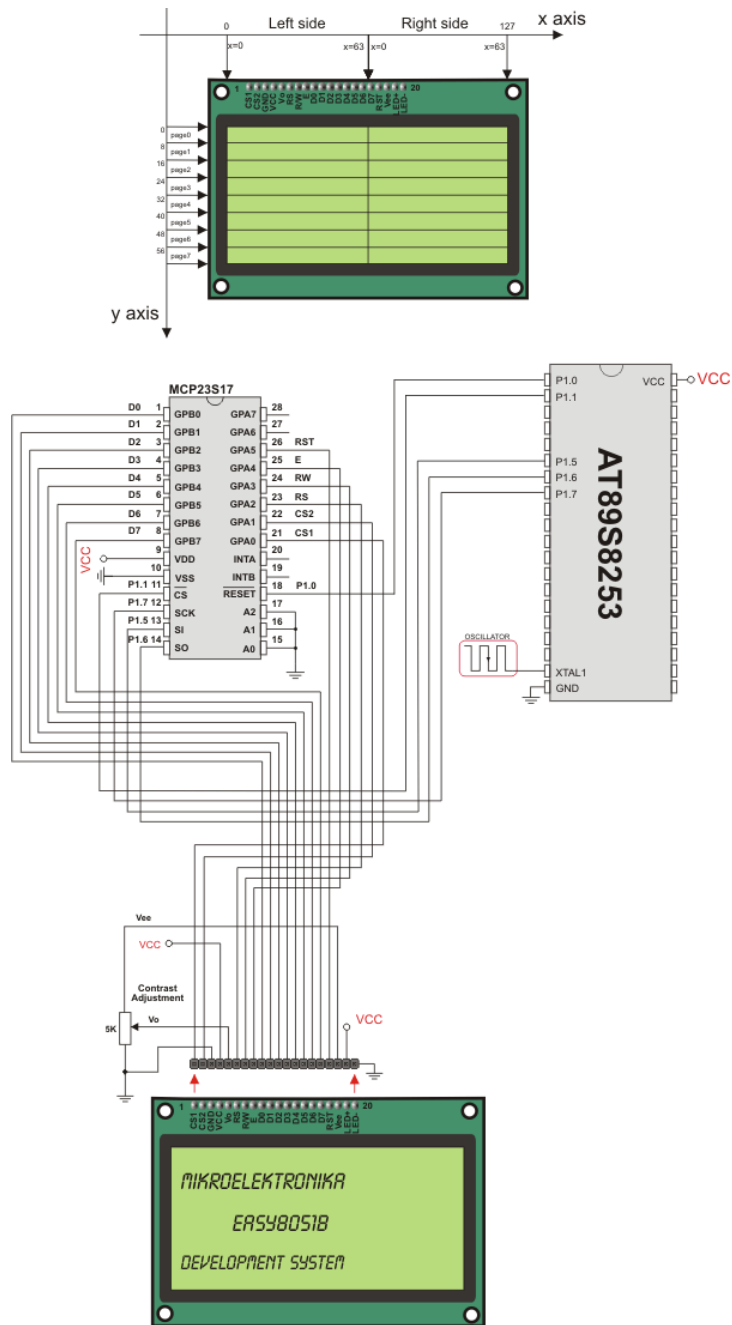 0 Left side Right side 127 x axis
x=0 x=63 x=0 x=63
1 20
CS1 CS2 GND VCC Vo RS R/W E D0 D1 D2 D3 D4 D5 D6 D7 RST Vee LED+ LED-
0
page0
8
page1
16
page2
24
page3
32
page4
40
page5
48
page6
56
page7
y axis
MCP23S17
D0 1 GPB0 GPA7 28
D1 2 GPB1 GPA6 27
D2 3 GPB2 GPA5 26 RST
D3 4 GPB3 GPA4 25 E
D4 5 GPB4 GPA3 24 RW
D5 6 GPB5 GPA2 23 RS
D6 7 GPB6 GPA1 22 CS2
D7 8 GPB7 GPA0 21 CS1
VCC 9 VDD INTA 20
10 VSS INTB 19
P1.1 11 CS RESET 18 P1.0
P1.7 12 SCK A2 17
P1.5 13 SI A1 16
P1.6 14 SO A0 15
P1.0 VCC VCC
P1.1
P1.5
P1.6
P1.7
AT89S8253
OSCILLATOR
XTAL1
GND
Vee
VCC
Contrast
Adjustment
5K Vo
VCC
1 20
CS1 CS2 GND VCC Vo RS R/W E D0 D1 D2 D3 D4 D5 D6 D7 RST Vee LED+ LED-
MIKROELEKTRONIKA
EASY8051B
DEVELOPMENT SYSTEM